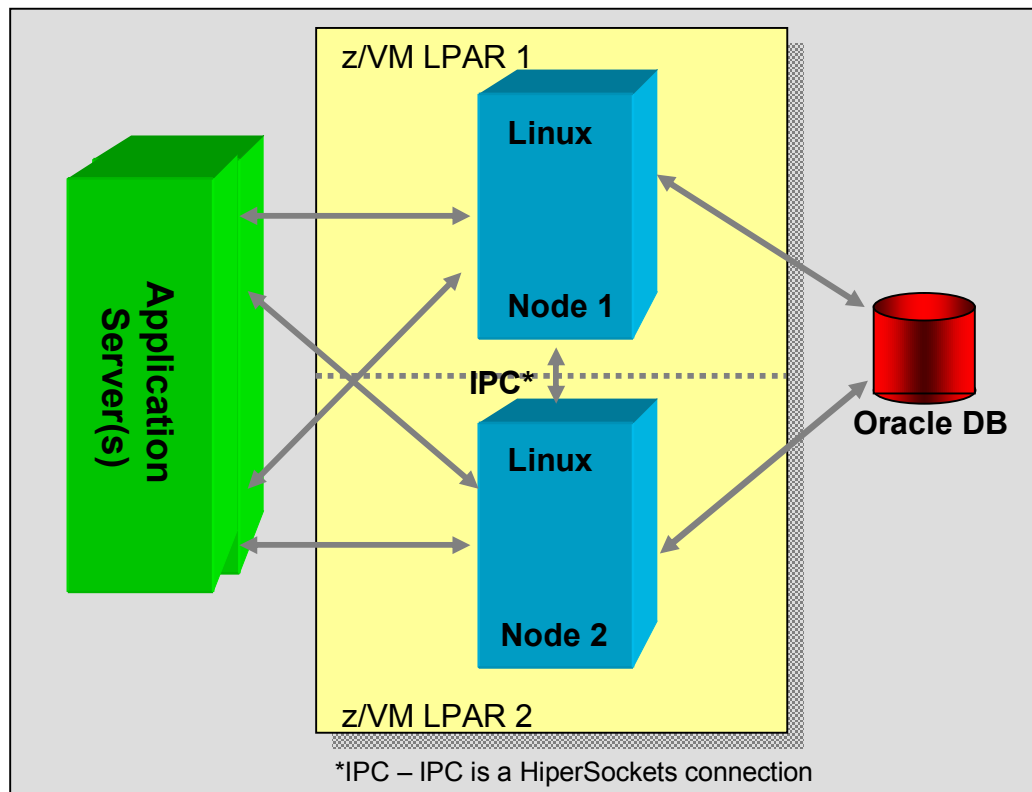 z/VM LPAR 1
Linux
Node 1
Application
Server(s)
IPC*
Oracle DB
Linux
Node 2
z/VM LPAR 2
*IPC – IPC is a HiperSockets connection